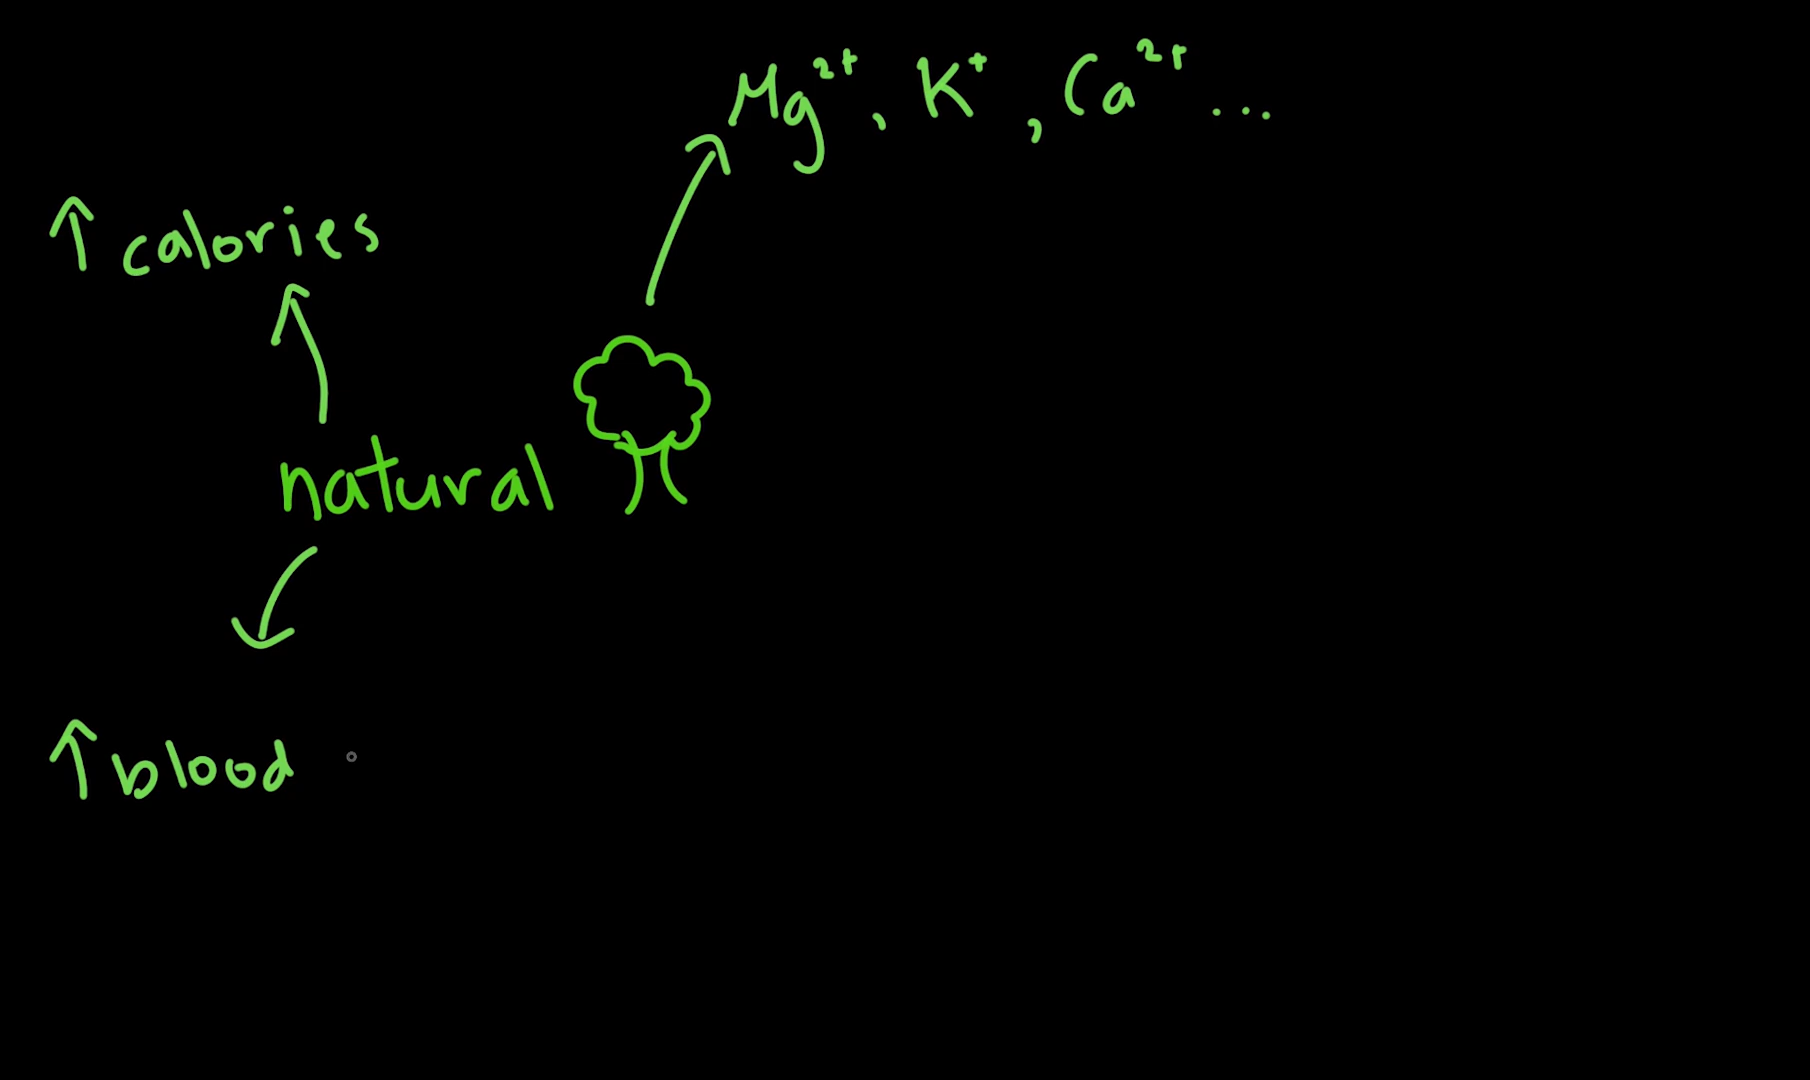 Mg²⁺, K⁺, Ca²⁺ ...
↑ calories
natural
↑ blood